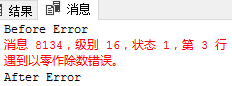 结果 消息
Before Error
消息 8134，级别 16，状态 1，第 3 行
遇到以零作除数错误。
After Error